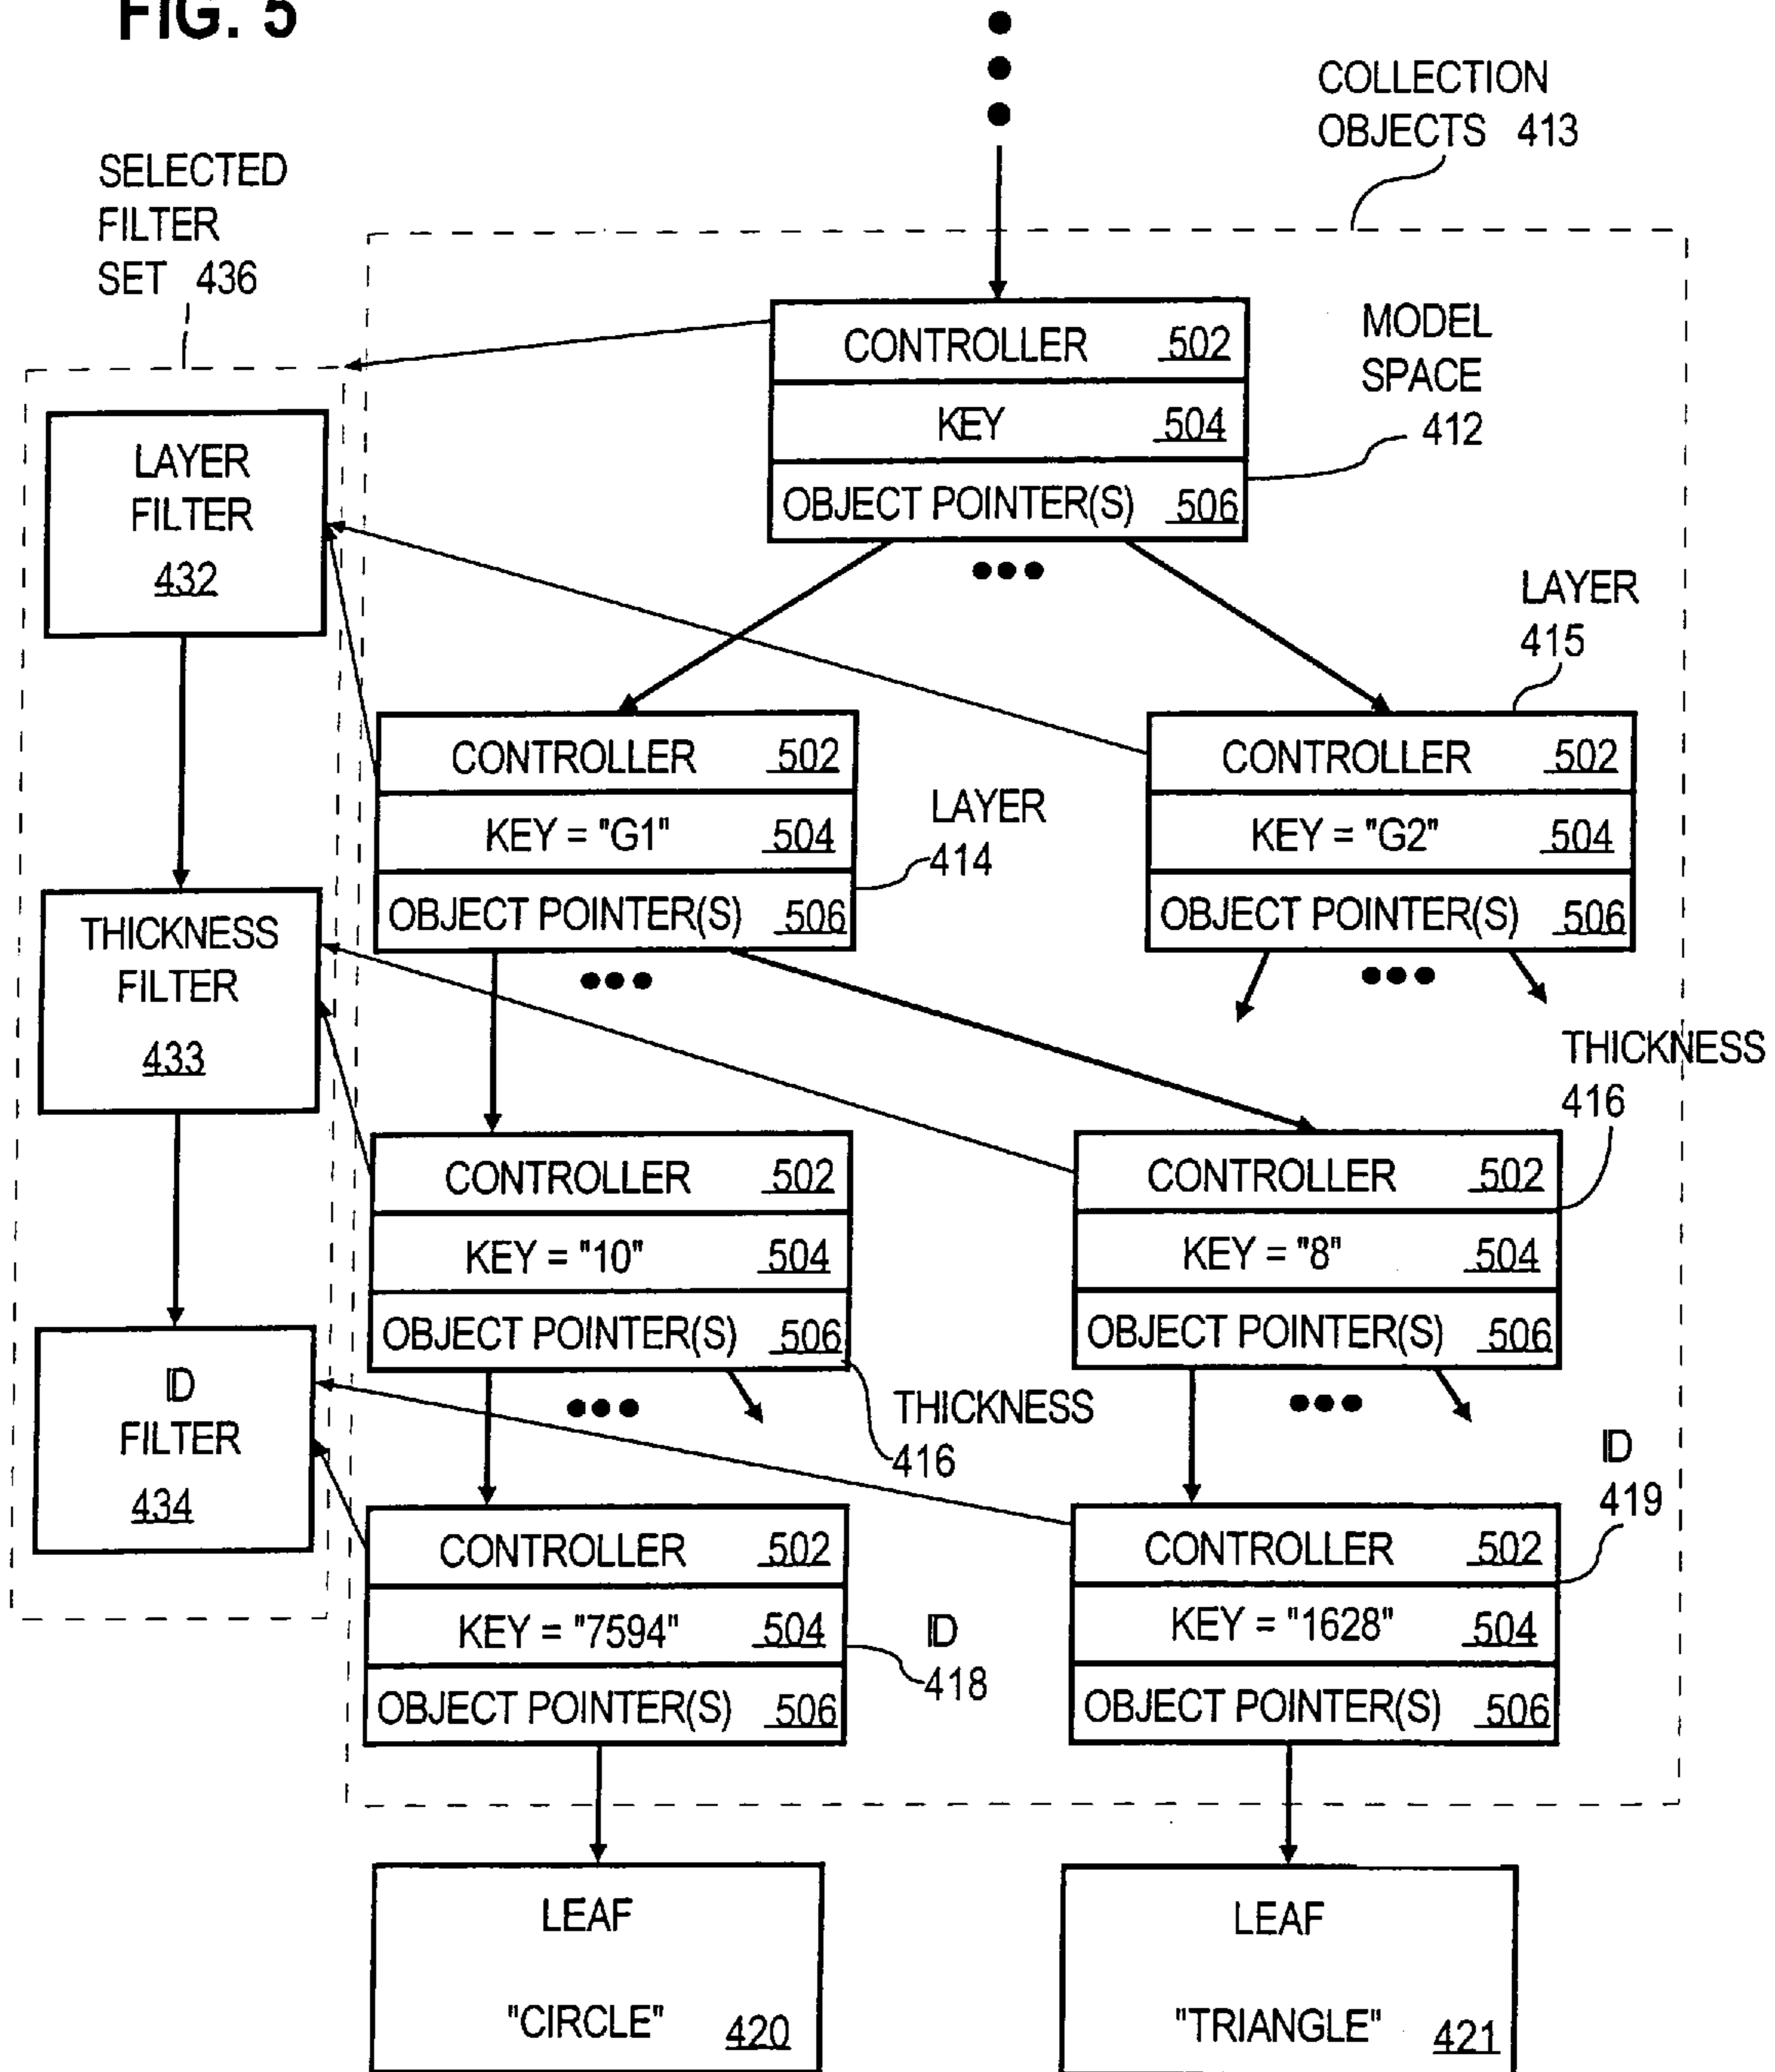 FIG. 5
COLLECTION
OBJECTS 413
SELECTED
FILTER
SET 436
CONTROLLER 502
KEY 504
OBJECT POINTER(S) 506
MODEL
SPACE
412
LAYER
FILTER
432
LAYER
415
CONTROLLER 502
KEY = "G1" 504
OBJECT POINTER(S) 506
LAYER
414
CONTROLLER 502
KEY = "G2" 504
OBJECT POINTER(S) 506
THICKNESS
FILTER
433
THICKNESS
416
CONTROLLER 502
KEY = "10" 504
OBJECT POINTER(S) 506
CONTROLLER 502
KEY = "8" 504
OBJECT POINTER(S) 506
ID
FILTER
434
THICKNESS
416
ID
419
CONTROLLER 502
KEY = "7594" 504
OBJECT POINTER(S) 506
ID
418
CONTROLLER 502
KEY = "1628" 504
OBJECT POINTER(S) 506
LEAF
"CIRCLE" 420
LEAF
"TRIANGLE" 421